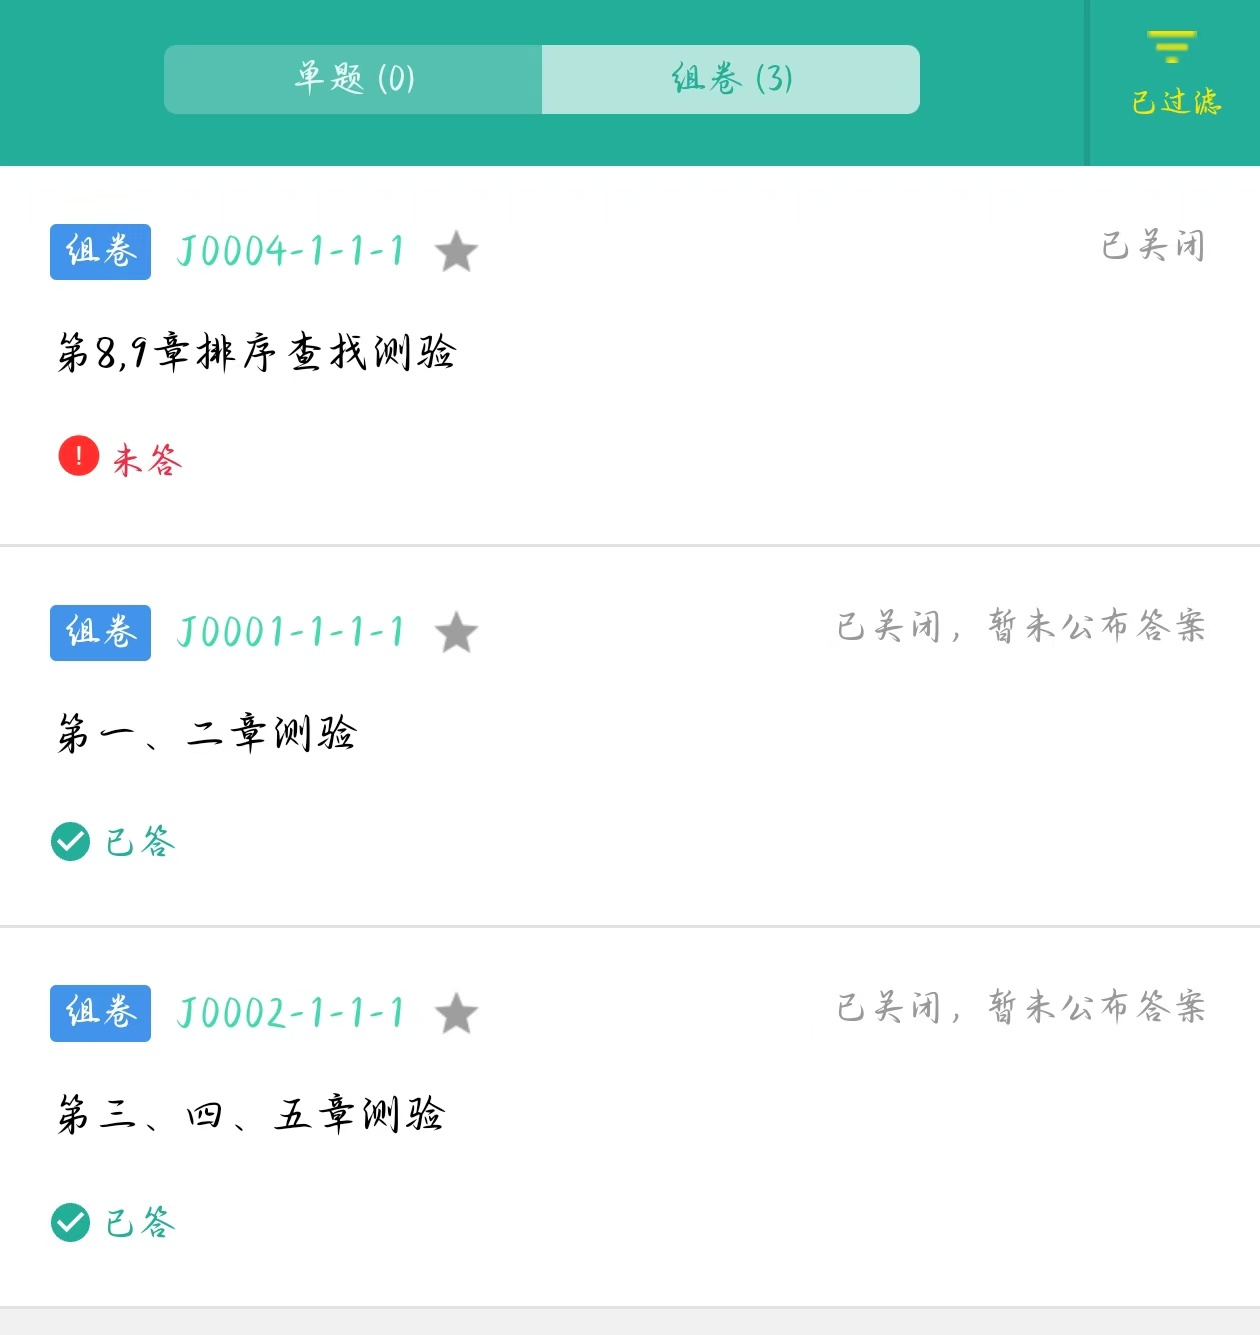 单题 (0)
组卷 (3)
已过滤
组卷 J0004-1-1-1 已关闭
第8,9章排序查找测验
! 未答
组卷 J0001-1-1-1 已关闭，暂未公布答案
第一、二章测验
已答
组卷 J0002-1-1-1 已关闭，暂未公布答案
第三、四、五章测验
已答